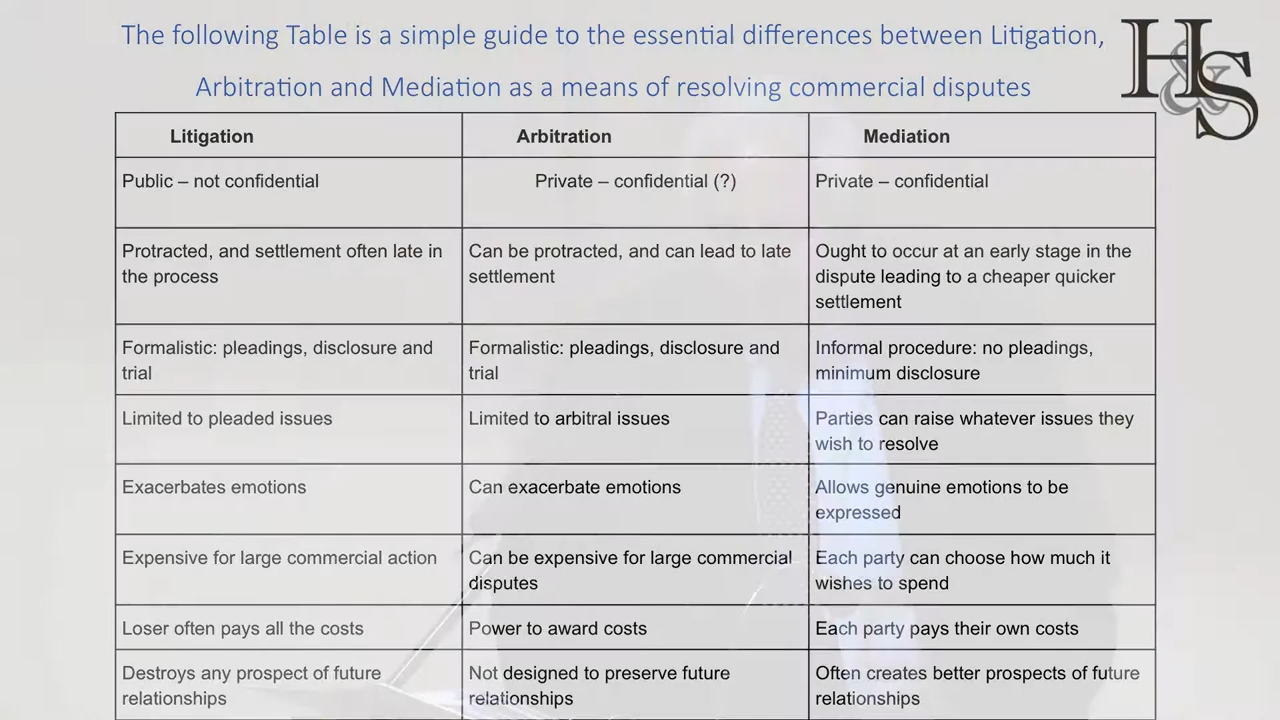 The following Table is a simple guide to the essential differences between Litigation,
Arbitration and Mediation as a means of resolving commercial disputes
H&S
Litigation
Arbitration
Mediation
Public – not confidential
Private – confidential (?)
Private – confidential
Protracted, and settlement often late in
the process
Can be protracted, and can lead to late
settlement
Ought to occur at an early stage in the
dispute leading to a cheaper quicker
settlement
Formalistic: pleadings, disclosure and
trial
Formalistic: pleadings, disclosure and
trial
Informal procedure: no pleadings,
minimum disclosure
Limited to pleaded issues
Limited to arbitral issues
Parties can raise whatever issues they
wish to resolve
Exacerbates emotions
Can exacerbate emotions
Allows genuine emotions to be
expressed
Expensive for large commercial action
Can be expensive for large commercial
disputes
Each party can choose how much it
wishes to spend
Loser often pays all the costs
Power to award costs
Each party pays their own costs
Destroys any prospect of future
relationships
Not designed to preserve future
relationships
Often creates better prospects of future
relationships